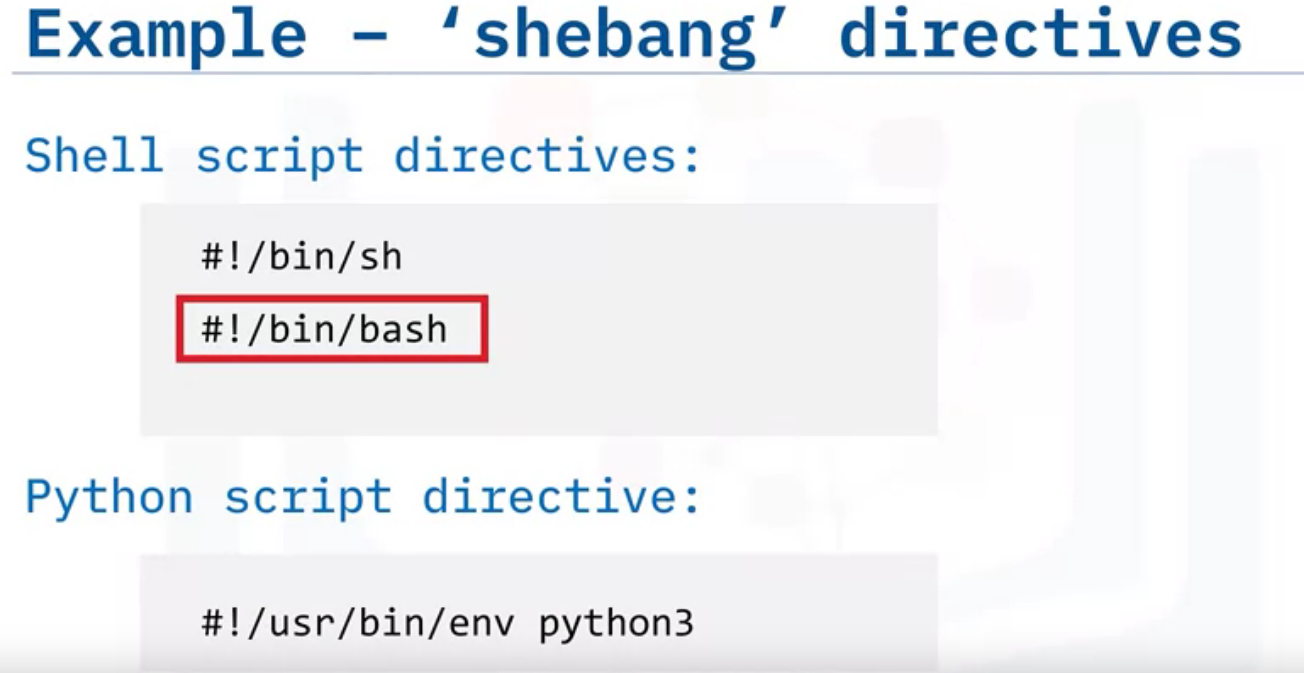 Example – ‘shebang’ directives
Shell script directives:
#!/bin/sh
#!/bin/bash
Python script directive:
#!/usr/bin/env python3